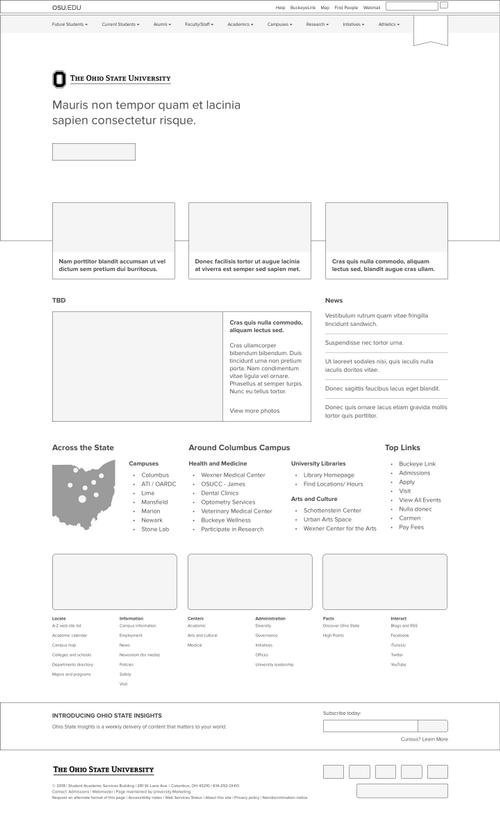 OSU.EDU
Help BuckeyeLink Map Find People Webmail
Future Students Current Students Alumni Faculty/Staff Academics Campuses Research Initiatives Athletics
THE OHIO STATE UNIVERSITY
Mauris non tempor quam et lacinia
sapien consectetur risque.
Nam porttitor blandit accumsan ut vel
dictum sem pretium dui burritocus.
Donec facilisis tortor ut augue lacinia
at viverra est semper sed sapien met.
Cras quis nulla commodo, aliquam
lectus sed, blandit augue cras ullam.
TBD
Cras quis nulla commodo,
aliquam lectus sed.
Cras ullamcorper
bibendum bibendum. Duis
tincidunt urna non pretium
porta. Nam condimentum
vitae ligula vel ornare.
Phasellus at semper turpis.
Nunc eu tellus tortor.
View more photos
News
Vestibulum rutrum quam vitae fringilla
tincidunt sandwich.
Suspendisse nec tortor urna.
Ut laoreet sodales nisi, quis iaculis nulla
iaculis doritos vitae.
Donec sagittis faucibus lacus eget blandit.
Donec quis ornare lacus etiam gravida mollis
tortor quis porttitor.
Across the State
Campuses
• Columbus
• ATI / OARDC
• Lima
• Mansfield
• Marion
• Newark
• Stone Lab
Around Columbus Campus
Health and Medicine
• Wexner Medical Center
• OSUCC - James
• Dental Clinics
• Optometry Services
• Veterinary Medical Center
• Buckeye Wellness
• Participate in Research
University Libraries
• Library Homepage
• Find Locations/ Hours
Arts and Culture
• Schottenstein Center
• Urban Arts Space
• Wexner Center for the Arts
Top Links
• Buckeye Link
• Admissions
• Apply
• Visit
• View All Events
• Nulla donec
• Carmen
• Pay Fees
Locate
A-Z web site list
Academic calendar
Campus map
Colleges and schools
Departments directory
Majors and programs
Information
Campus information
Employment
News
Newsroom (for media)
Policies
Safety
Visit
Centers
Academic
Arts and cultural
Medical
Administration
Diversity
Governance
Initiatives
Offices
University leadership
Facts
Discover Ohio State
High Points
Interact
Blogs and RSS
Facebook
iTunesU
Twitter
YouTube
INTRODUCING OHIO STATE INSIGHTS
Ohio State Insights is a weekly delivery of content that matters to your world.
Subscribe today:
Curious? Learn More
THE OHIO STATE UNIVERSITY
Contact: Admissions | Webmaster | Page maintained by University Marketing
Request an alternate format of this page | Accessibility notes | Web Services Status | About this site | Privacy policy | Nondiscrimination notice